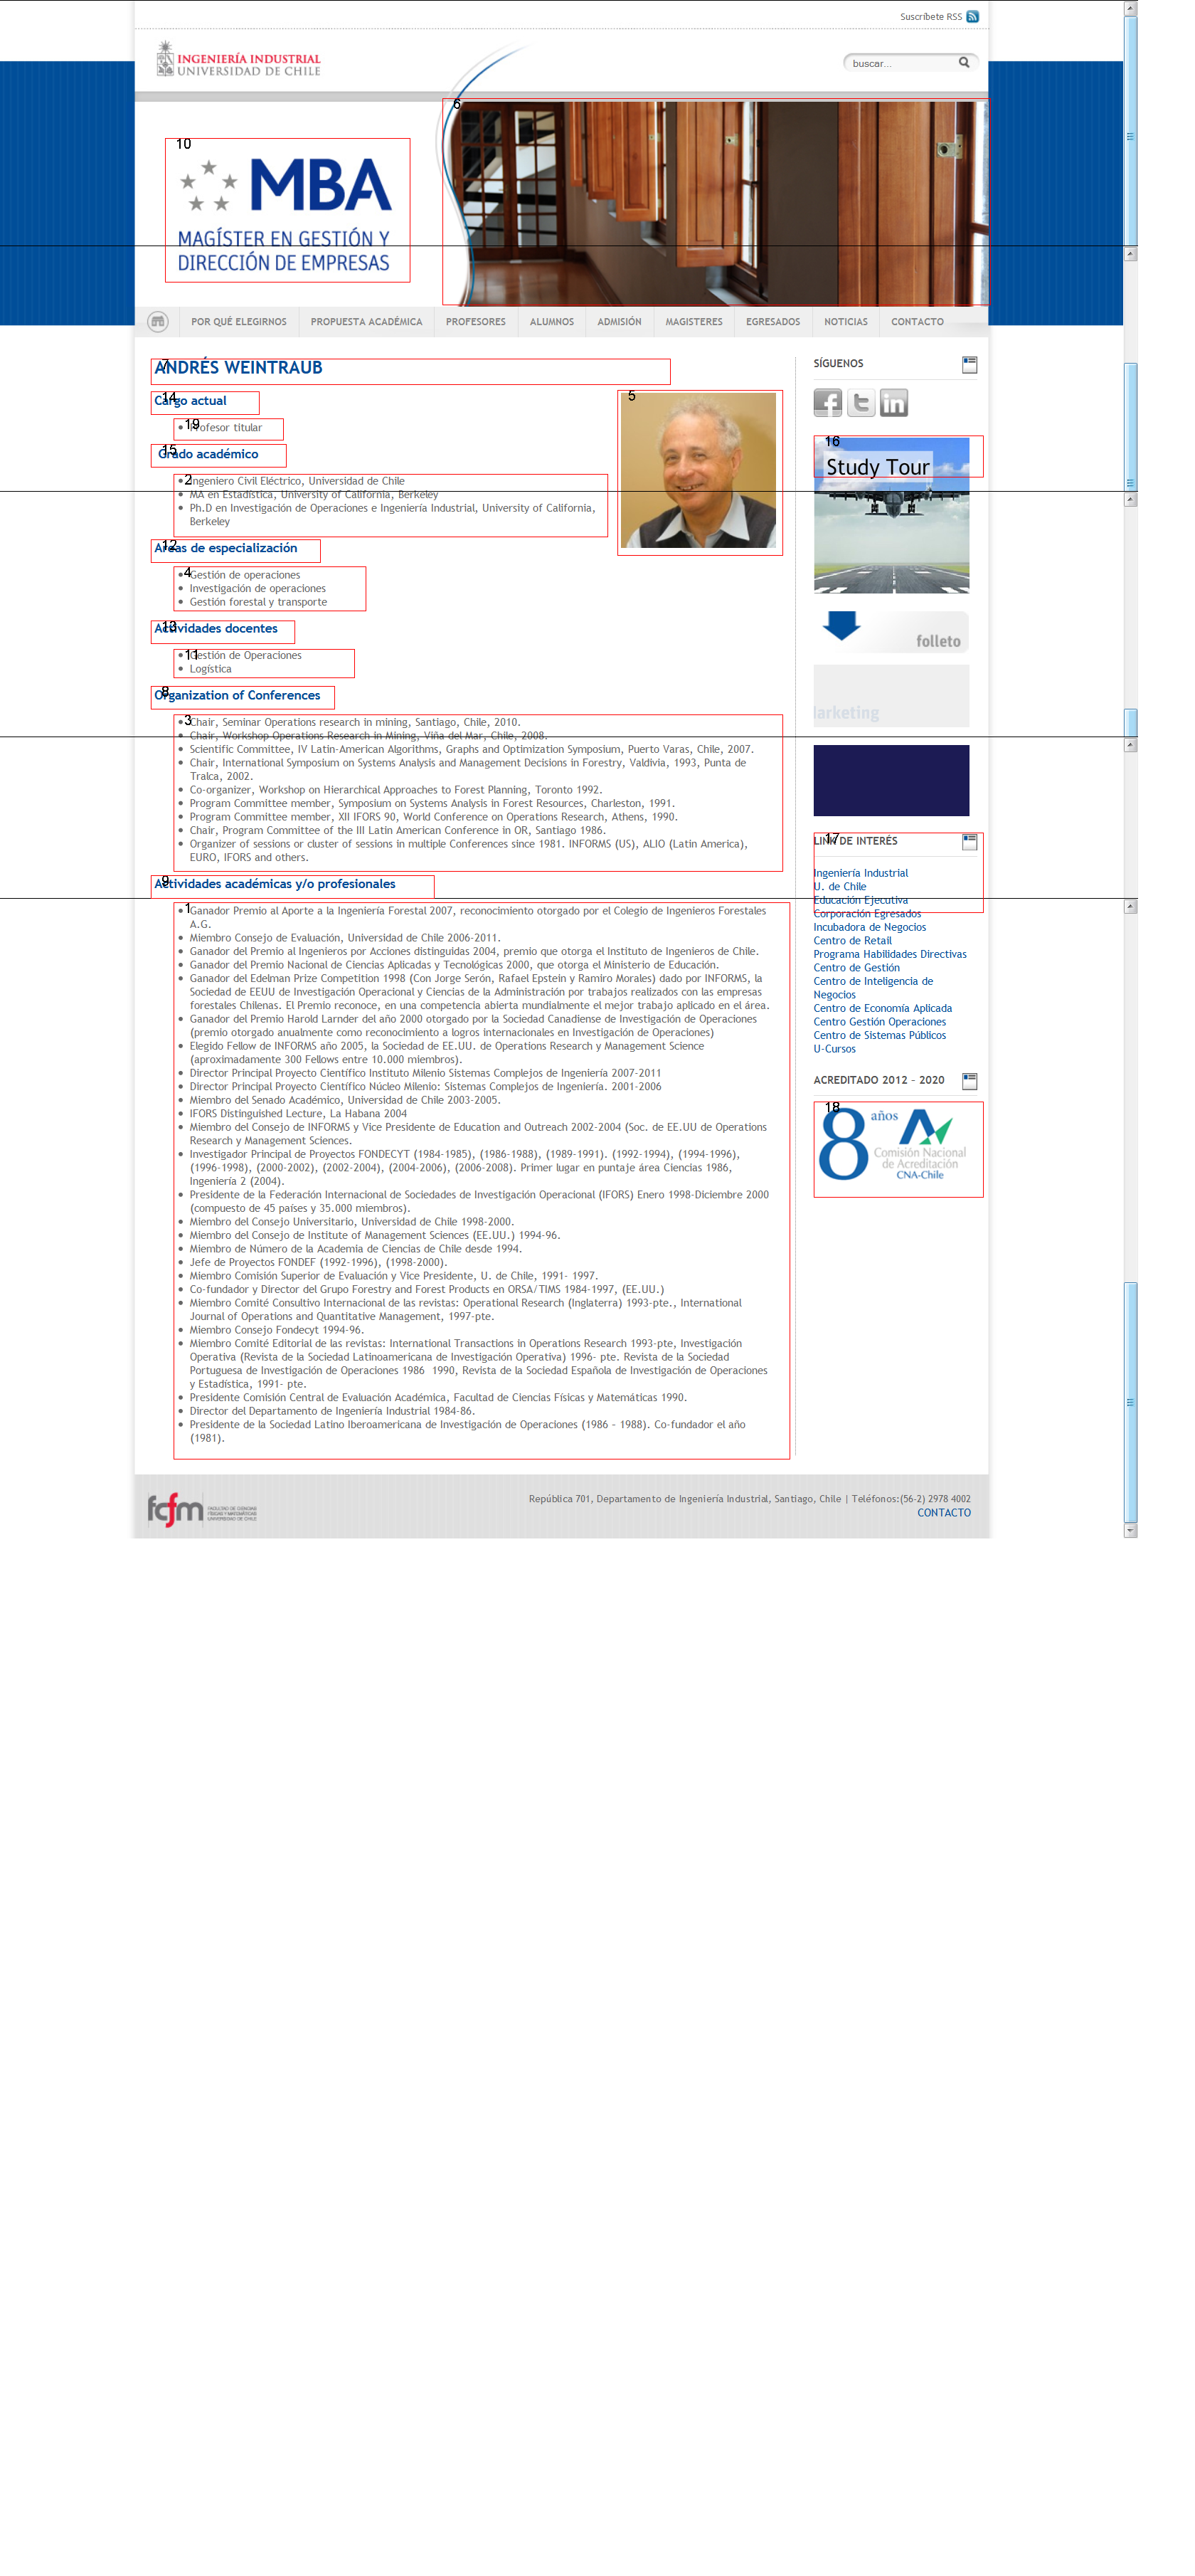 Suscríbete RSS
INGENIERÍA INDUSTRIAL
UNIVERSIDAD DE CHILE
buscar...
6
10
MBA
MAGÍSTER EN GESTIÓN Y
DIRECCIÓN DE EMPRESAS
POR QUÉ ELEGIRNOS PROPUESTA ACADÉMICA PROFESORES ALUMNOS ADMISIÓN MAGISTERES EGRESADOS NOTICIAS CONTACTO
7
ANDRÉS WEINTRAUB
14
Cargo actual
19
Profesor titular
15
Grado académico
2
Ingeniero Civil Eléctrico, Universidad de Chile
MA en Estadística, University of California, Berkeley
Ph.D en Investigación de Operaciones e Ingeniería Industrial, University of California,
Berkeley
5
12
Areas de especialización
4
Gestión de operaciones
Investigación de operaciones
Gestión forestal y transporte
13
Actividades docentes
11
Gestión de Operaciones
Logística
8
Organization of Conferences
3
Chair, Seminar Operations research in mining, Santiago, Chile, 2010.
Chair, Workshop Operations Research in Mining, Viña del Mar, Chile, 2008.
Scientific Committee, IV Latin-American Algorithms, Graphs and Optimization Symposium, Puerto Varas, Chile, 2007.
Chair, International Symposium on Systems Analysis and Management Decisions in Forestry, Valdivia, 1993, Punta de
Tralca, 2002.
Co-organizer, Workshop on Hierarchical Approaches to Forest Planning, Toronto 1992.
Program Committee member, Symposium on Systems Analysis in Forest Resources, Charleston, 1991.
Program Committee member, XII IFORS 90, World Conference on Operations Research, Athens, 1990.
Chair, Program Committee of the III Latin American Conference in OR, Santiago 1986.
Organizer of sessions or cluster of sessions in multiple Conferences since 1981. INFORMS (US), ALIO (Latin America),
EURO, IFORS and others.
9
Actividades académicas y/o profesionales
1
Ganador Premio al Aporte a la Ingeniería Forestal 2007, reconocimiento otorgado por el Colegio de Ingenieros Forestales
A.G.
Miembro Consejo de Evaluación, Universidad de Chile 2006-2011.
Ganador del Premio al Ingenieros por Acciones distinguidas 2004, premio que otorga el Instituto de Ingenieros de Chile.
Ganador del Premio Nacional de Ciencias Aplicadas y Tecnológicas 2000, que otorga el Ministerio de Educación.
Ganador del Edelman Prize Competition 1998 (Con Jorge Serón, Rafael Epstein y Ramiro Morales) dado por INFORMS, la
Sociedad de EEUU de Investigación Operacional y Ciencias de la Administración por trabajos realizados con las empresas
forestales Chilenas. El Premio reconoce, en una competencia abierta mundialmente el mejor trabajo aplicado en el área.
Ganador del Premio Harold Larnder del año 2000 otorgado por la Sociedad Canadiense de Investigación de Operaciones
(premio otorgado anualmente como reconocimiento a logros internacionales en Investigación de Operaciones)
Elegido Fellow de INFORMS año 2005, la Sociedad de EE.UU. de Operations Research y Management Science
(aproximadamente 300 Fellows entre 10.000 miembros).
Director Principal Proyecto Científico Instituto Milenio Sistemas Complejos de Ingeniería 2007-2011
Director Principal Proyecto Científico Núcleo Milenio: Sistemas Complejos de Ingeniería. 2001-2006
Miembro del Senado Académico, Universidad de Chile 2003-2005.
IFORS Distinguished Lecture, La Habana 2004
Miembro del Consejo de INFORMS y Vice Presidente de Education and Outreach 2002-2004 (Soc. de EE.UU de Operations
Research y Management Sciences.
Investigador Principal de Proyectos FONDECYT (1984-1985), (1986-1988), (1989-1991). (1992-1994), (1994-1996),
(1996-1998), (2000-2002), (2002-2004), (2004-2006), (2006-2008). Primer lugar en puntaje área Ciencias 1986,
Ingeniería 2 (2004).
Presidente de la Federación Internacional de Sociedades de Investigación Operacional (IFORS) Enero 1998-Diciembre 2000
(compuesto de 45 países y 35.000 miembros).
Miembro del Consejo Universitario, Universidad de Chile 1998-2000.
Miembro del Consejo de Institute of Management Sciences (EE.UU.) 1994-96.
Miembro de Número de la Academia de Ciencias de Chile desde 1994.
Jefe de Proyectos FONDEF (1992-1996), (1998-2000).
Miembro Comisión Superior de Evaluación y Vice Presidente, U. de Chile, 1991- 1997.
Co-fundador y Director del Grupo Forestry and Forest Products en ORSA/TIMS 1984-1997, (EE.UU.)
Miembro Comité Consultivo Internacional de las revistas: Operational Research (Inglaterra) 1993-pte., International
Journal of Operations and Quantitative Management, 1997-pte.
Miembro Consejo Fondecyt 1994-96.
Miembro Comité Editorial de las revistas: International Transactions in Operations Research 1993-pte, Investigación
Operativa (Revista de la Sociedad Latinoamericana de Investigación Operativa) 1996- pte. Revista de la Sociedad
Portuguesa de Investigación de Operaciones 1986 1990, Revista de la Sociedad Española de Investigación de Operaciones
y Estadística, 1991- pte.
Presidente Comisión Central de Evaluación Académica, Facultad de Ciencias Físicas y Matemáticas 1990.
Director del Departamento de Ingeniería Industrial 1984-86.
Presidente de la Sociedad Latino Iberoamericana de Investigación de Operaciones (1986 – 1988). Co-fundador el año
(1981).
SÍGUENOS
16
Study Tour
folleto
Marketing
17
LINK DE INTERÉS
Ingeniería Industrial
U. de Chile
Educación Ejecutiva
Corporación Egresados
Incubadora de Negocios
Centro de Retail
Programa Habilidades Directivas
Centro de Gestión
Centro de Inteligencia de
Negocios
Centro de Economía Aplicada
Centro Gestión Operaciones
Centro de Sistemas Públicos
U-Cursos
ACREDITADO 2012 – 2020
18
8 años
Comisión Nacional
de Acreditación
CNA-Chile
fcfm
FACULTAD DE CIENCIAS
FÍSICAS Y MATEMÁTICAS
UNIVERSIDAD DE CHILE
República 701, Departamento de Ingeniería Industrial, Santiago, Chile | Teléfonos:(56-2) 2978 4002
CONTACTO